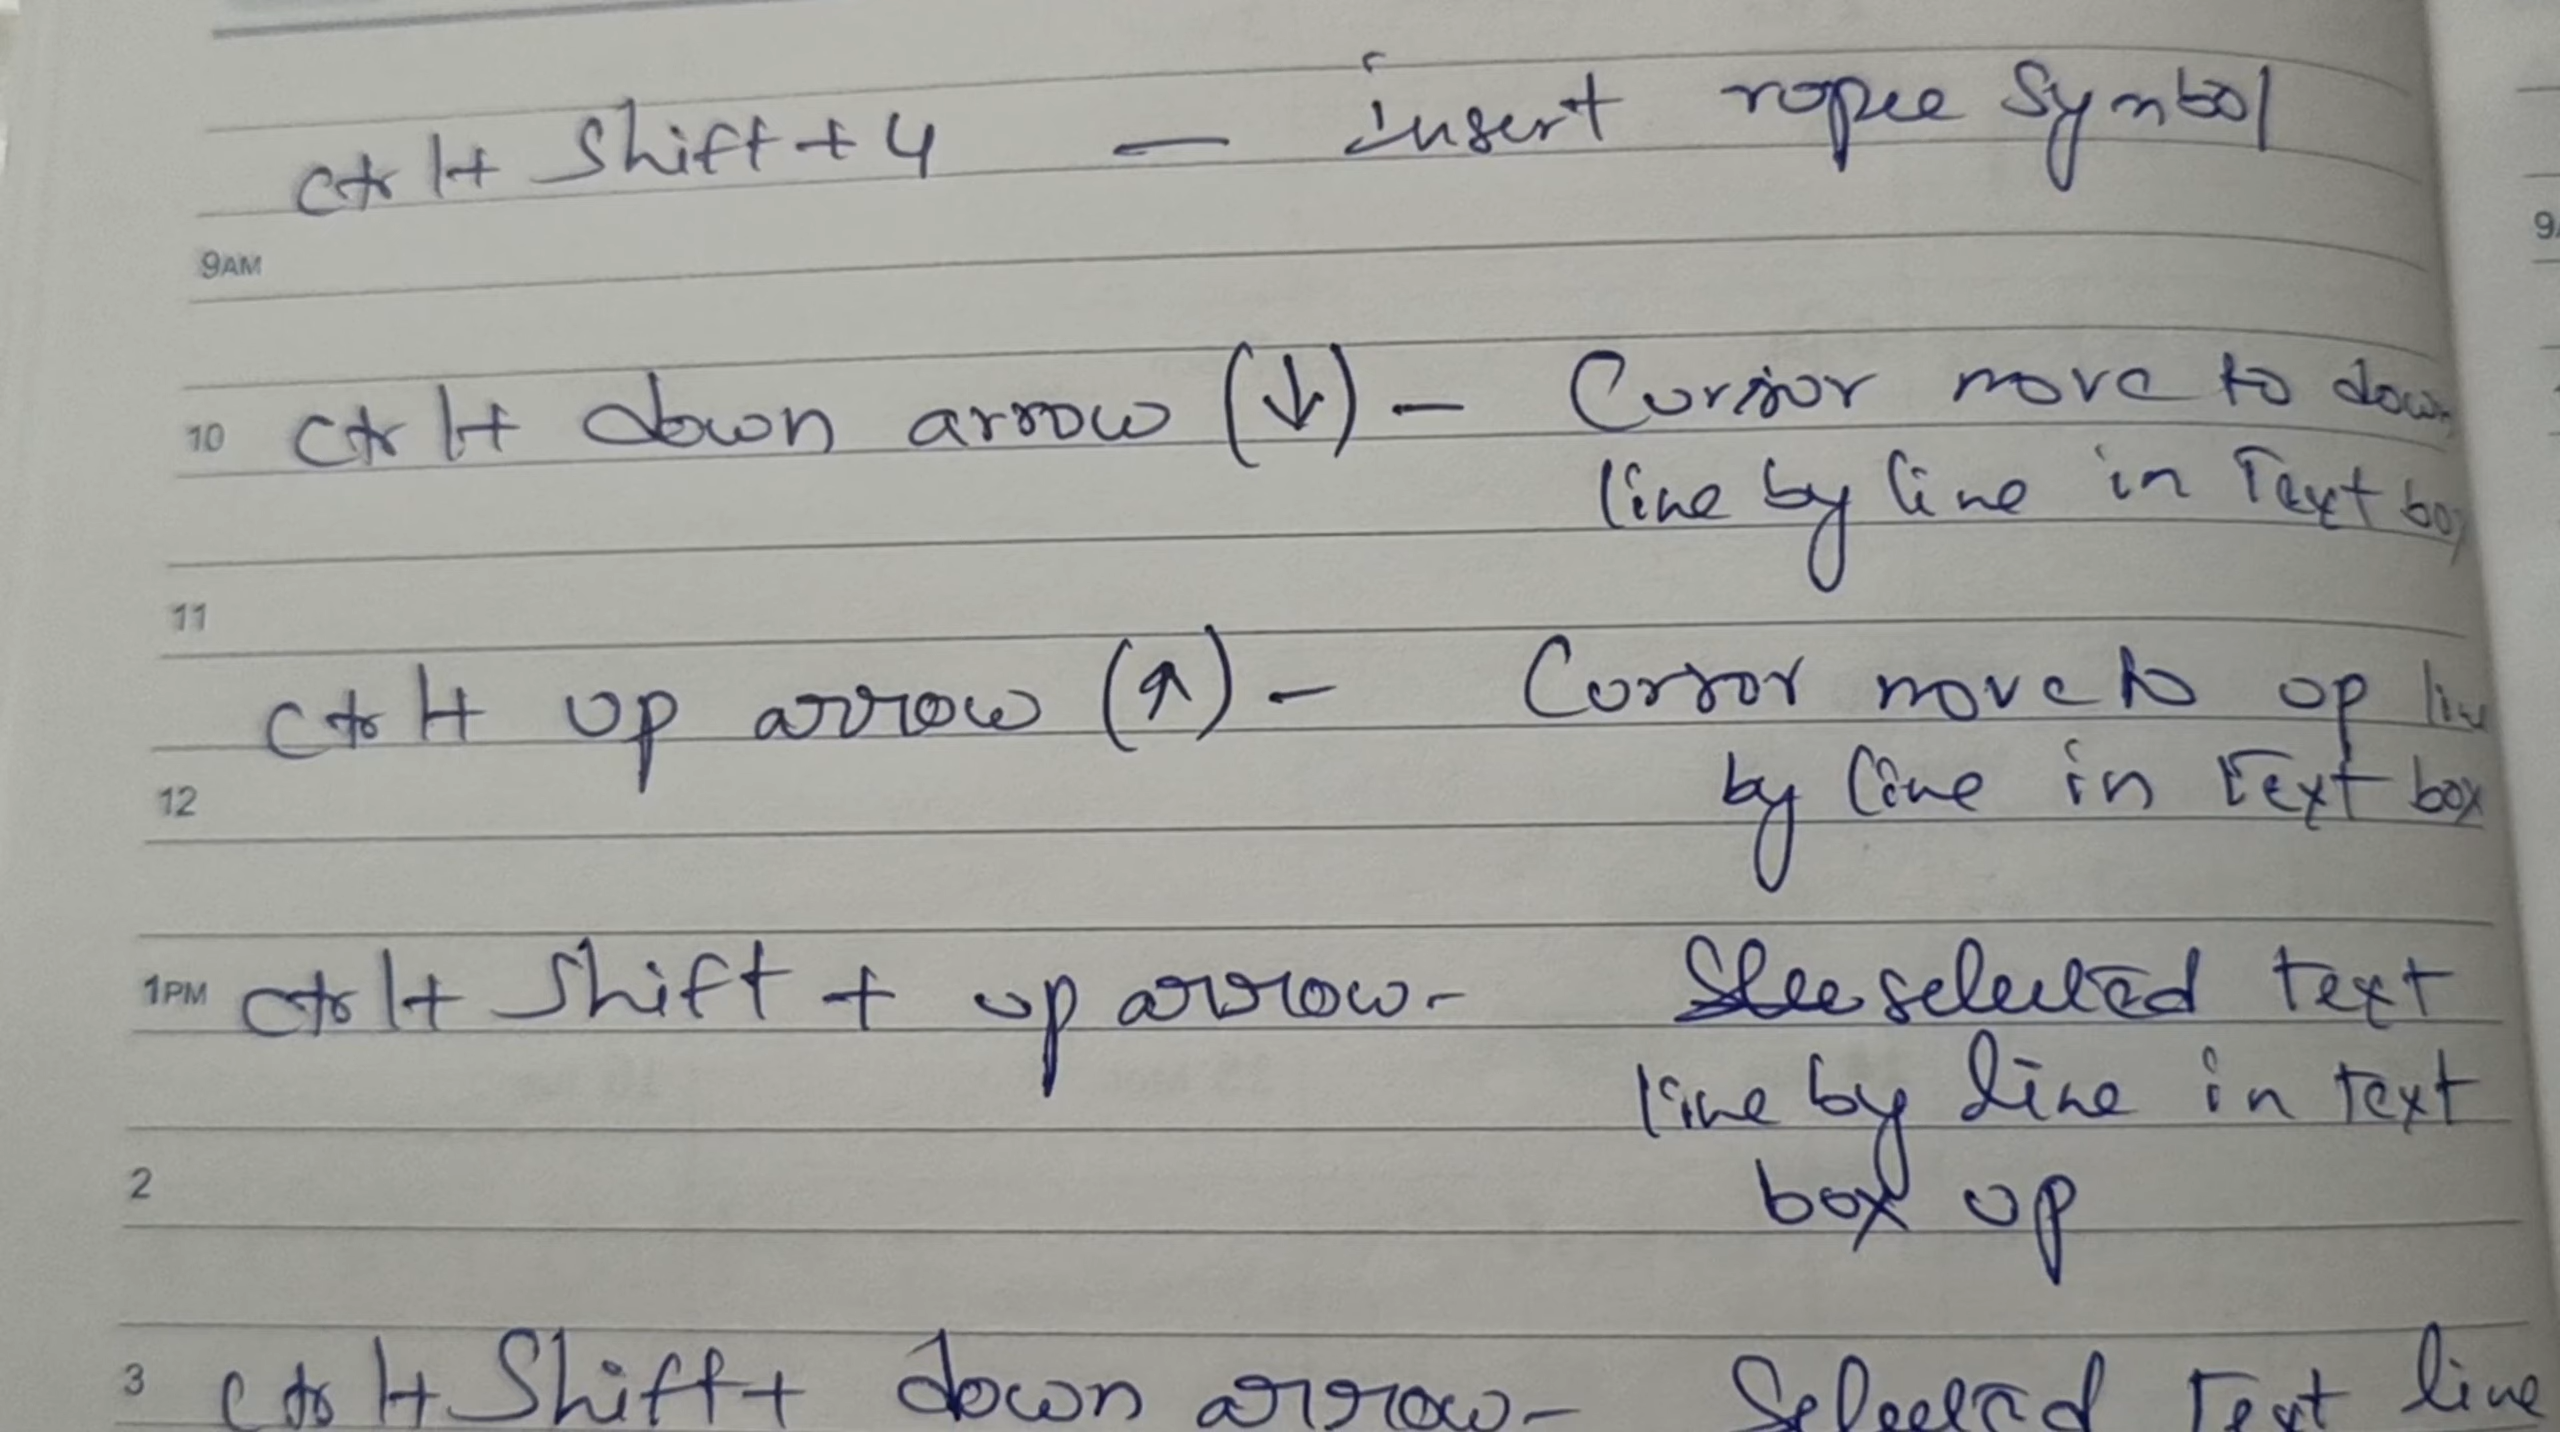 ctrl+ Shift + 4 — insert ropee Symbol
9AM
10 ctrl+ down arrow (↓) - Cursor move to down
line by line in Text box
11
ctrl+ up arrow (↑) - Cursor move to up line
12 by line in Text box
1PM ctrl+ Shift + up arrow - selected text
line by line in text
2 box up
3 ctrl+ Shift + down arrow - Selected Text line